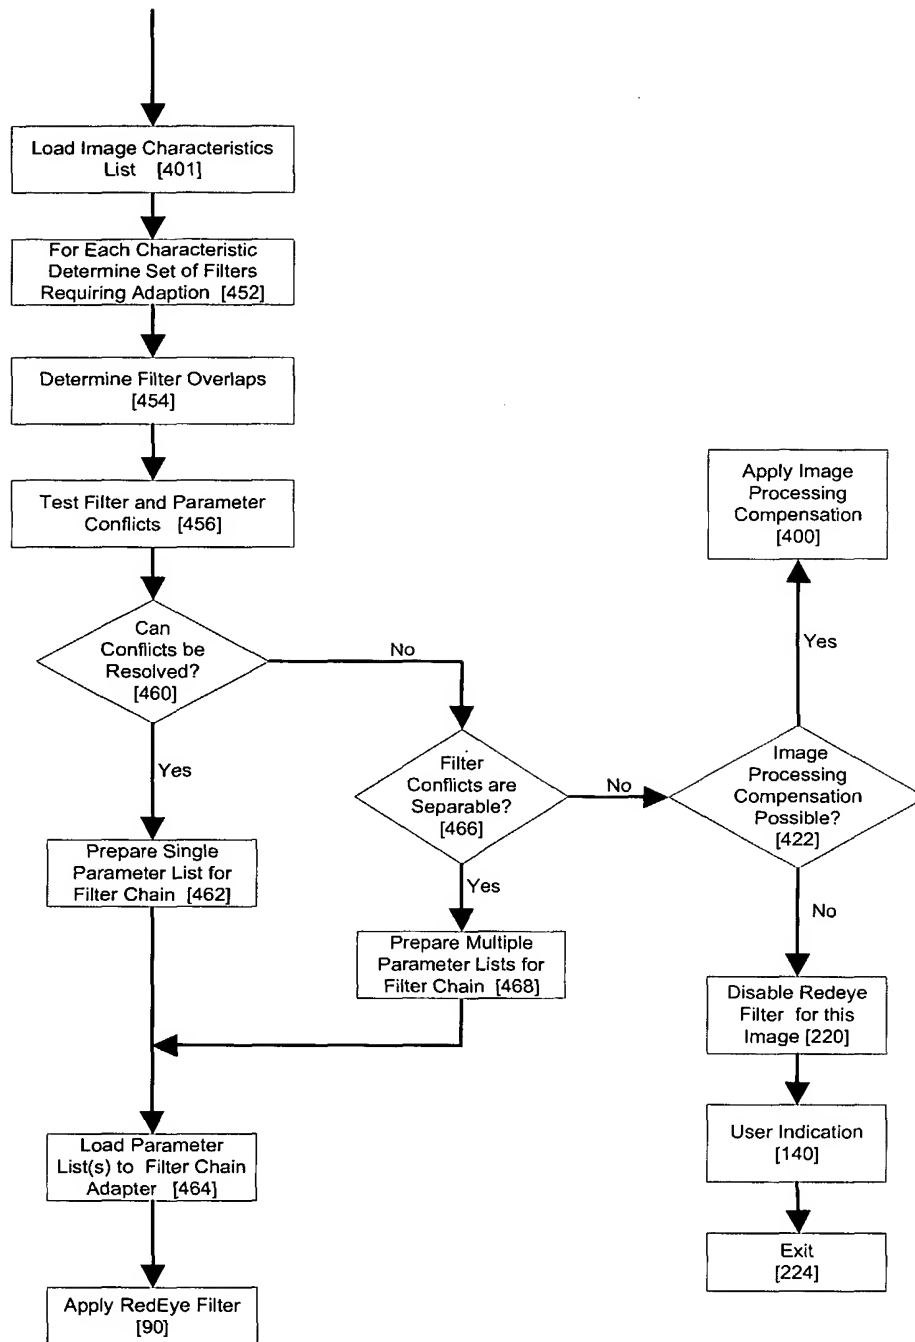 Load Image Characteristics
List [401]
For Each Characteristic
Determine Set of Filters
Requiring Adaption [452]
Determine Filter Overlaps
[454]
Test Filter and Parameter
Conflicts [456]
Can
Conflicts be
Resolved?
[460]
No
Yes
Filter
Conflicts are
Separable?
[466]
No
Yes
Image
Processing
Compensation
Possible?
[422]
Yes
Apply Image
Processing
Compensation
[400]
No
Prepare Single
Parameter List for
Filter Chain [462]
Prepare Multiple
Parameter Lists for
Filter Chain [468]
Disable Redeye
Filter for this
Image [220]
User Indication
[140]
Exit
[224]
Load Parameter
List(s) to Filter Chain
Adapter [464]
Apply RedEye Filter
[90]